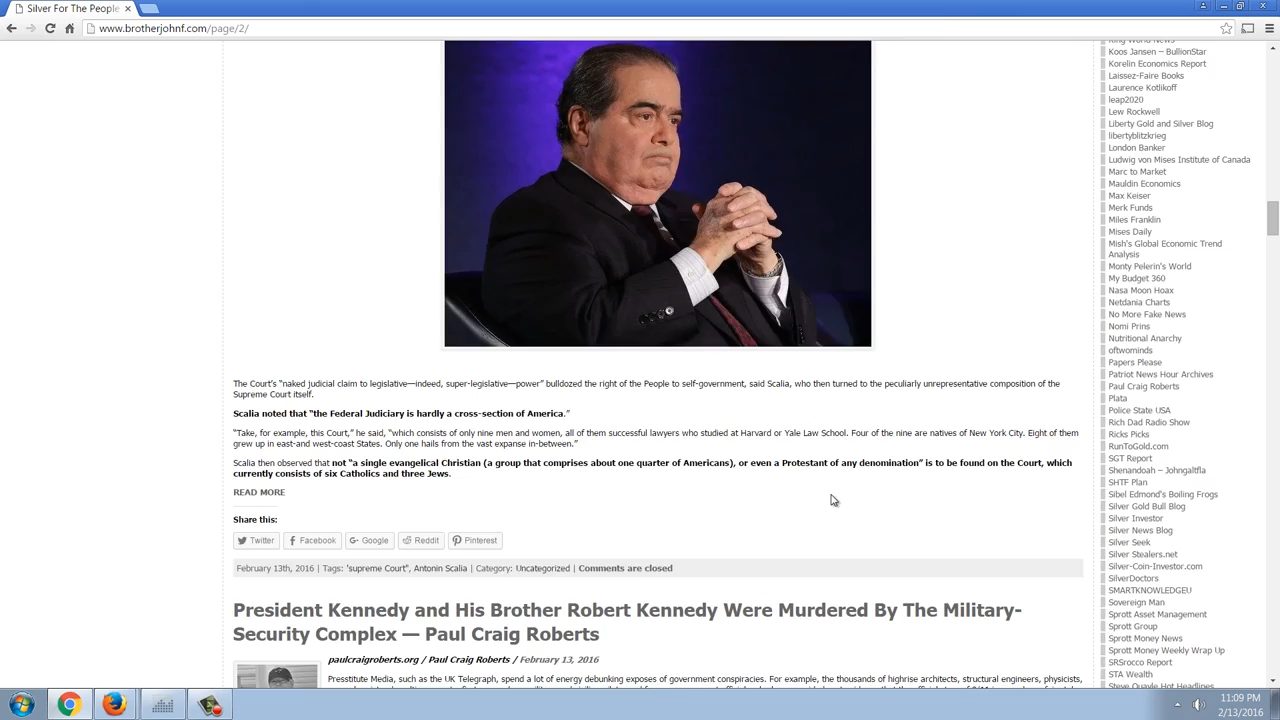 Silver For The People
www.brotherjohnf.com/page/2/
The Court's "naked judicial claim to legislative—indeed, super-legislative—power" bulldozed the right of the People to self-government, said Scalia, who then turned to the peculiarly unrepresentative composition of the
Supreme Court itself.
Scalia noted that "the Federal Judiciary is hardly a cross-section of America."
"Take, for example, this Court," he said, "which consists of only nine men and women, all of them successful lawyers who studied at Harvard or Yale Law School. Four of the nine are natives of New York City. Eight of them
grew up in east-and west-coast States. Only one hails from the vast expanse in-between."
Scalia then observed that not "a single evangelical Christian (a group that comprises about one quarter of Americans), or even a Protestant of any denomination" is to be found on the Court, which
currently consists of six Catholics and three Jews.
READ MORE
Share this:
Twitter
Facebook
Google
Reddit
Pinterest
February 13th, 2016 | Tags: 'supreme Court", Antonin Scalia | Category: Uncategorized | Comments are closed
President Kennedy and His Brother Robert Kennedy Were Murdered By The Military-
Security Complex — Paul Craig Roberts
paulcraigroberts.org / Paul Craig Roberts / February 13, 2016
Presstitute Media, such as the UK Telegraph, spend a lot of energy debunking exposes of government conspiracies. For example, the thousands of highrise architects, structural engineers, physicists,
King World News
Koos Jansen – BullionStar
Korelin Economics Report
Laissez-Faire Books
Laurence Kotlikoff
leap2020
Lew Rockwell
Liberty Gold and Silver Blog
libertyblitzkrieg
London Banker
Ludwig von Mises Institute of Canada
Marc to Market
Mauldin Economics
Max Keiser
Merk Funds
Miles Franklin
Mises Daily
Mish's Global Economic Trend
Analysis
Monty Pelerin's World
My Budget 360
Nasa Moon Hoax
Netdania Charts
No More Fake News
Nomi Prins
Nutritional Anarchy
oftwominds
Papers Please
Patriot News Hour Archives
Paul Craig Roberts
Plata
Police State USA
Rich Dad Radio Show
Ricks Picks
RunToGold.com
SGT Report
Shenandoah – Johngaltfla
SHTF Plan
Sibel Edmond's Boiling Frogs
Silver Gold Bull Blog
Silver Investor
Silver News Blog
Silver Seek
Silver Stealers.net
Silver-Coin-Investor.com
SilverDoctors
SMARTKNOWLEDGEU
Sovereign Man
Sprott Asset Management
Sprott Group
Sprott Money News
Sprott Money Weekly Wrap Up
SRSrocco Report
STA Wealth
Steve Quayle Hot Headlines
11:09 PM
2/13/2016